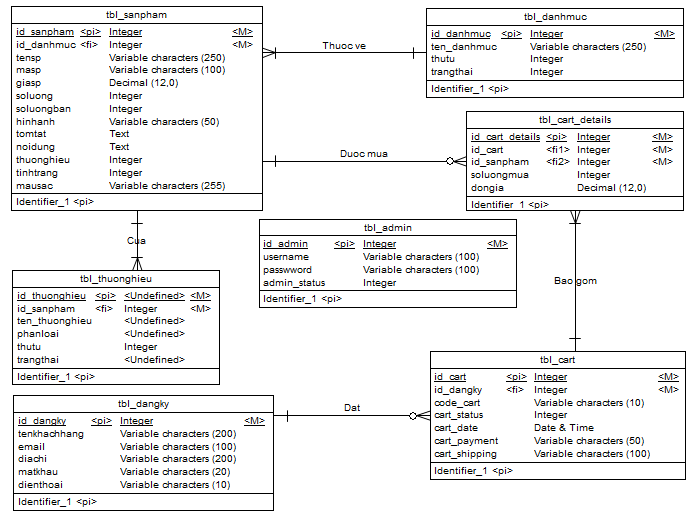 tbl_sanpham
id_sanpham <pi> Integer <M>
id_danhmuc <fi> Integer <M>
tensp Variable characters (250)
masp Variable characters (100)
giasp Decimal (12,0)
soluong Integer
soluongban Integer
hinhanh Variable characters (50)
tomtat Text
noidung Text
thuonghieu Integer
tinhtrang Integer
mausac Variable characters (255)
Identifier_1 <pi>
Thuoc ve
tbl_danhmuc
id_danhmuc <pi> Integer <M>
ten_danhmuc Variable characters (250)
thutu Integer
trangthai Integer
Identifier_1 <pi>
Duoc mua
tbl_cart_details
id_cart_details <pi> Integer <M>
id_cart <fi1> Integer <M>
id_sanpham <fi2> Integer <M>
soluongmua Integer
dongia Decimal (12,0)
Identifier_1 <pi>
Cua
tbl_admin
id_admin <pi> Integer <M>
username Variable characters (100)
passwword Variable characters (100)
admin_status Integer
Identifier_1 <pi>
Bao gom
tbl_thuonghieu
id_thuonghieu <pi> <Undefined> <M>
id_sanpham <fi> Integer <M>
ten_thuonghieu <Undefined>
phanloai <Undefined>
thutu Integer
trangthai <Undefined>
Identifier_1 <pi>
tbl_cart
id_cart <pi> Integer <M>
id_dangky <fi> Integer <M>
code_cart Variable characters (10)
cart_status Integer
cart_date Date & Time
cart_payment Variable characters (50)
cart_shipping Variable characters (100)
Identifier_1 <pi>
tbl_dangky
id_dangky <pi> Integer <M>
tenkhachhang Variable characters (200)
email Variable characters (100)
diachi Variable characters (200)
matkhau Variable characters (20)
dienthoai Variable characters (10)
Identifier_1 <pi>
Dat